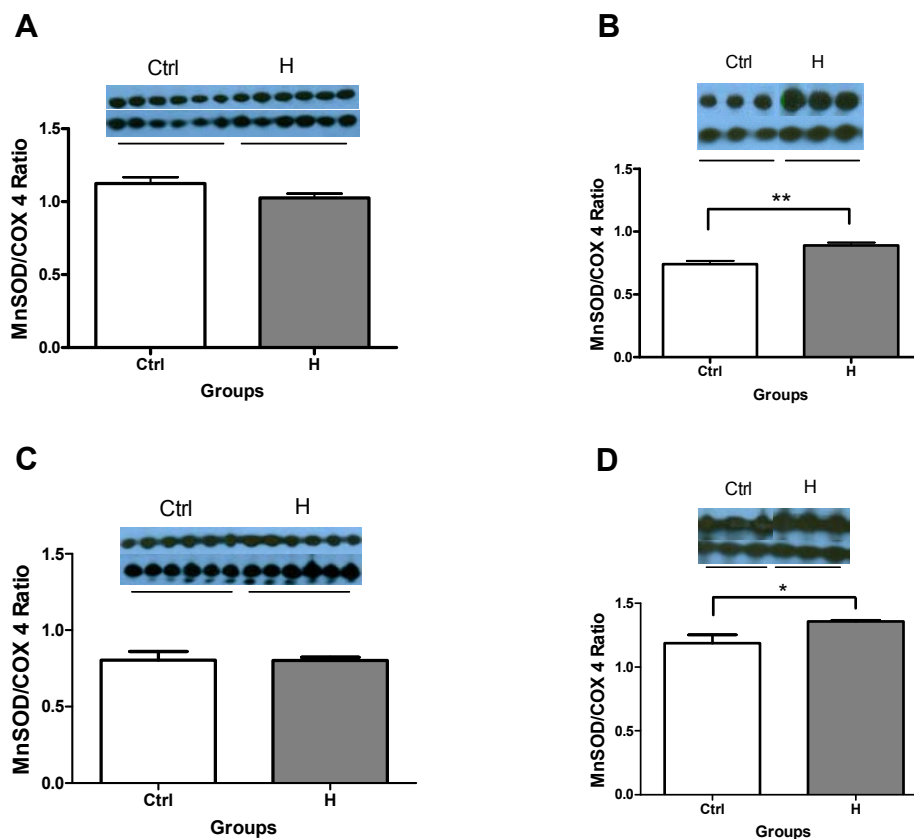 A
Ctrl H
MnSOD/COX 4 Ratio
1.5
1.0
0.5
0.0
Ctrl H
Groups
B
Ctrl H
MnSOD/COX 4 Ratio
1.5
1.0
0.5
0.0
**
Ctrl H
Groups
C
Ctrl H
MnSOD/COX 4 Ratio
1.5
1.0
0.5
0.0
Ctrl H
Groups
D
Ctrl H
MnSOD/COX 4 Ratio
1.5
1.0
0.5
0.0
*
Ctrl H
Groups